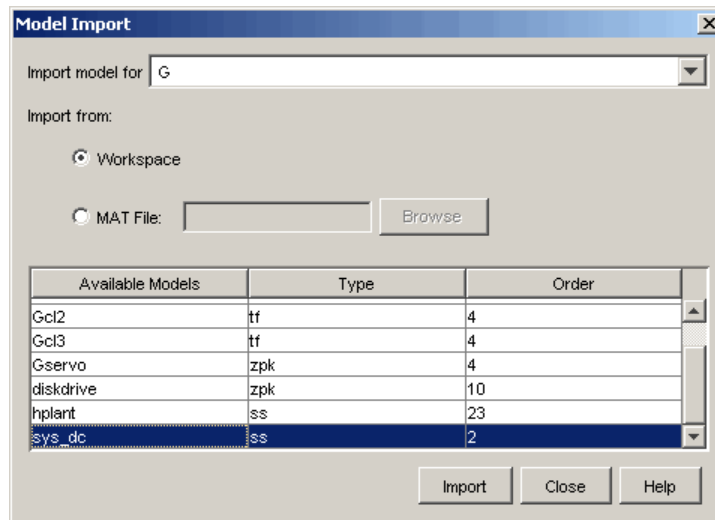 Model Import
Import model for G
Import from:
Workspace
MAT File: Browse
Available Models Type Order
Gcl2 tf 4
Gcl3 tf 4
Gservo zpk 4
diskdrive zpk 10
hplant ss 23
sys_dc ss 2
Import Close Help